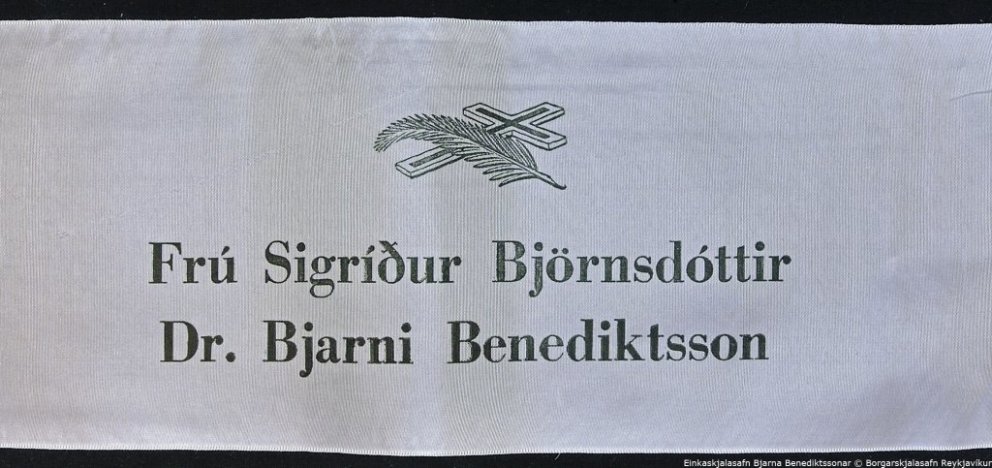 Frú Sigríður Björnsdóttir
Dr. Bjarni Benediktsson
Einkaskjalasafn Bjarna Benediktssonar © Borgarskjalasafn Reykjavíkur